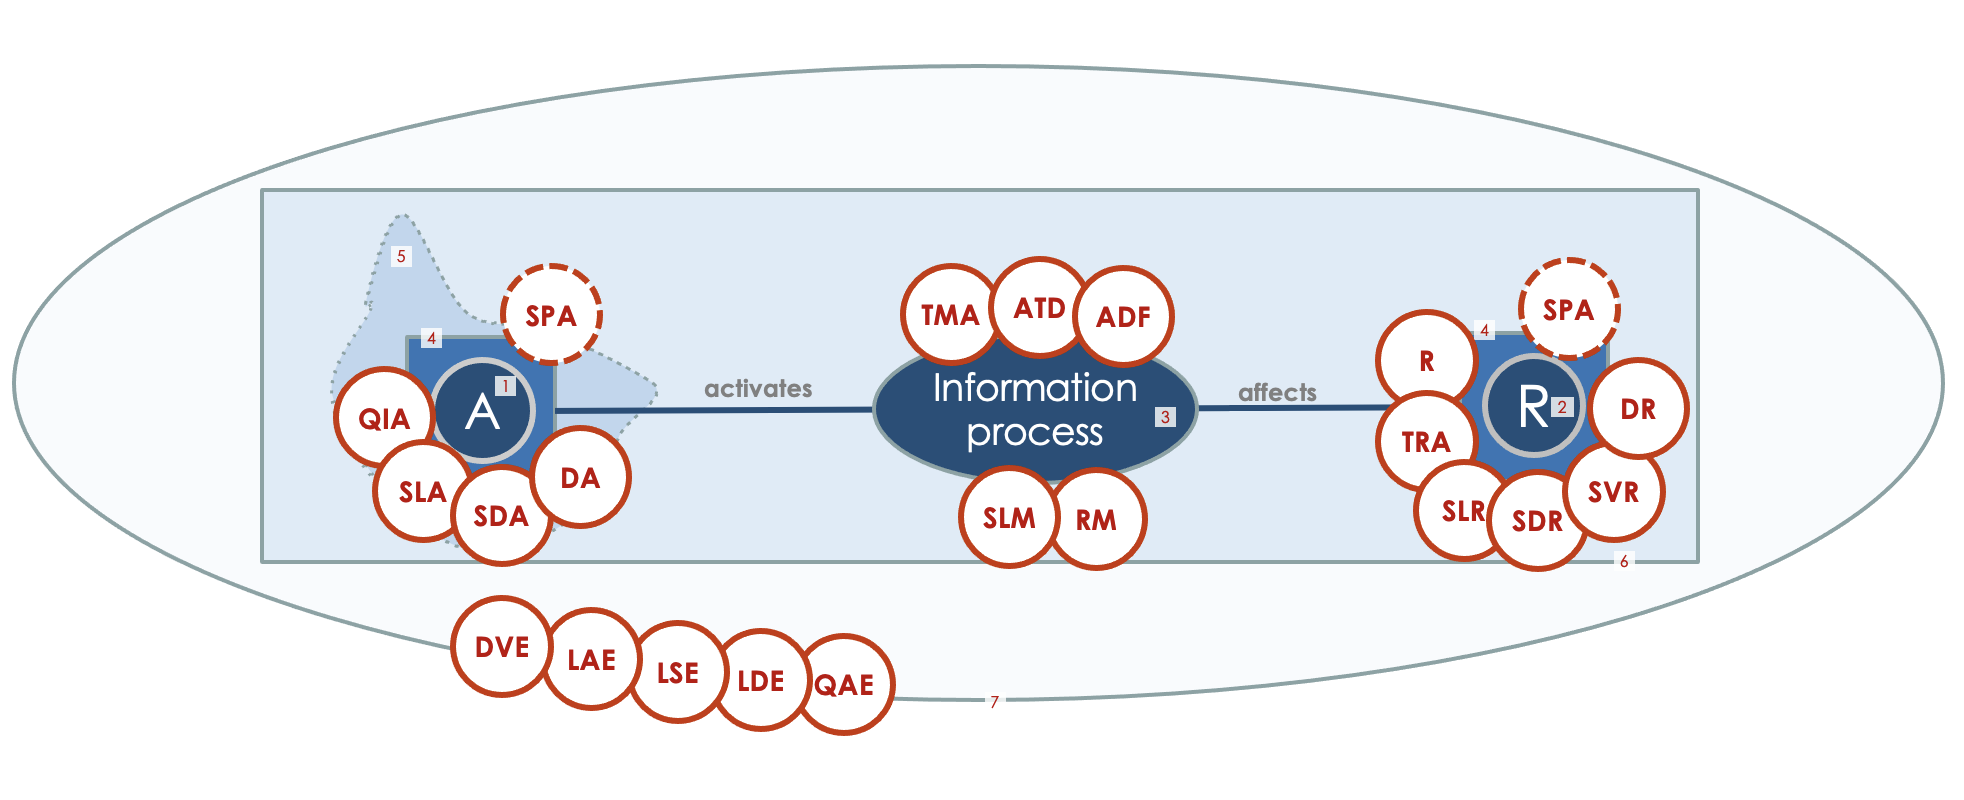 5
SPA
4
1
A
QIA
SLA
SDA
DA
activates
TMA
ATD
ADF
Information
process
3
SLM
RM
affects
SPA
4
R
R
2
DR
TRA
SLR
SDR
SVR
6
DVE
LAE
LSE
LDE
QAE
7